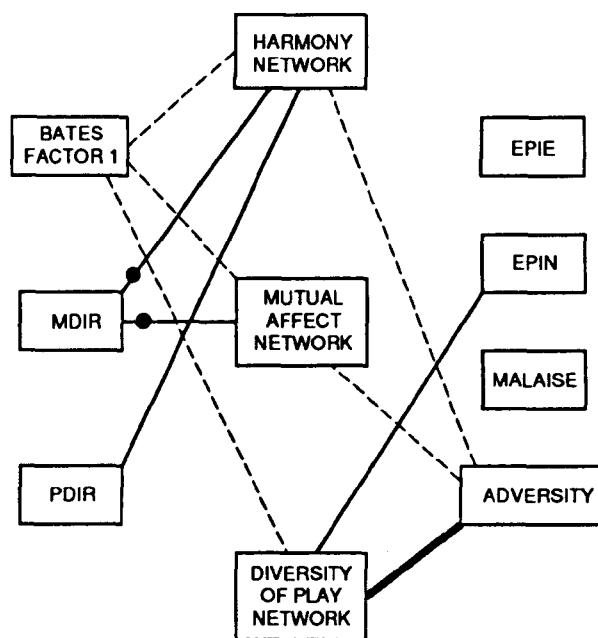 HARMONY
NETWORK
BATES
FACTOR 1
EPIE
EPIN
MDIR
MUTUAL
AFFECT
NETWORK
MALAISE
PDIR
ADVERSITY
DIVERSITY
OF PLAY
NETWORK